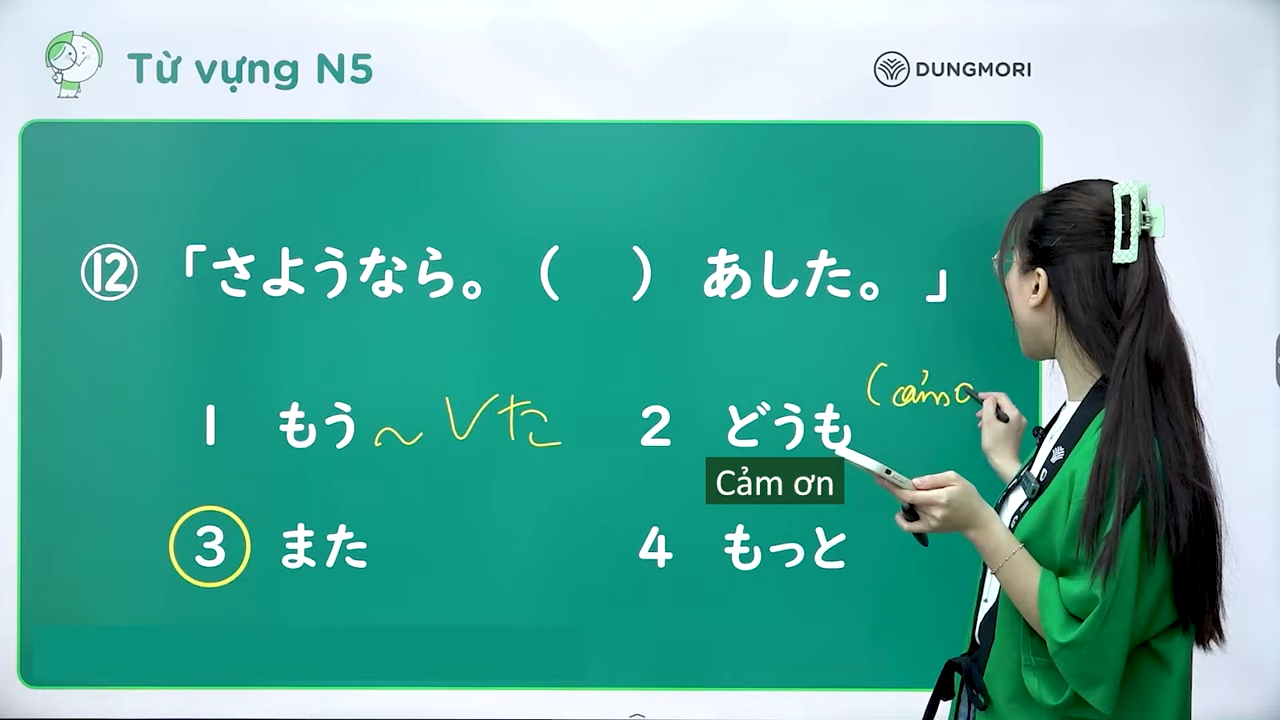 Từ vựng N5
DUNGMORI
⑫ 「さようなら。( ) あした。」
1 もう ~ Vた
2 どうも (cảm ơ
Cảm ơn
3 また
4 もっと